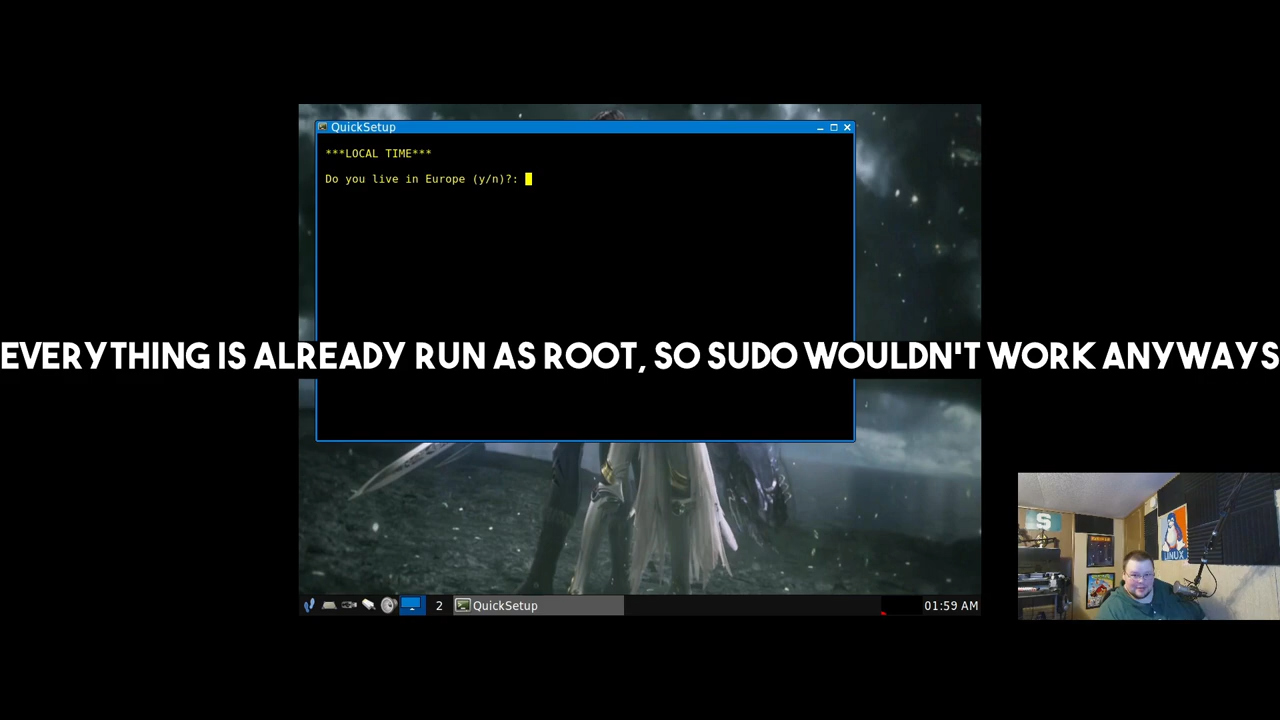 QuickSetup
***LOCAL TIME***
Do you live in Europe (y/n)?:
EVERYTHING IS ALREADY RUN AS ROOT, SO SUDO WOULDN'T WORK ANYWAYS
S
LINUX
2 QuickSetup 01:59 AM